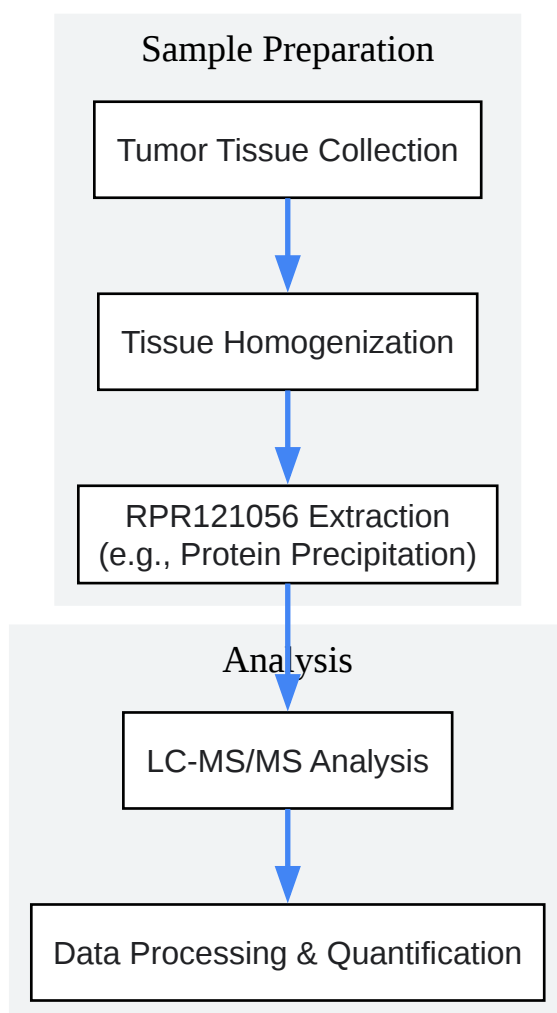 Sample Preparation
Tumor Tissue Collection
Tissue Homogenization
RPR121056 Extraction
(e.g., Protein Precipitation)
Analysis
LC-MS/MS Analysis
Data Processing & Quantification